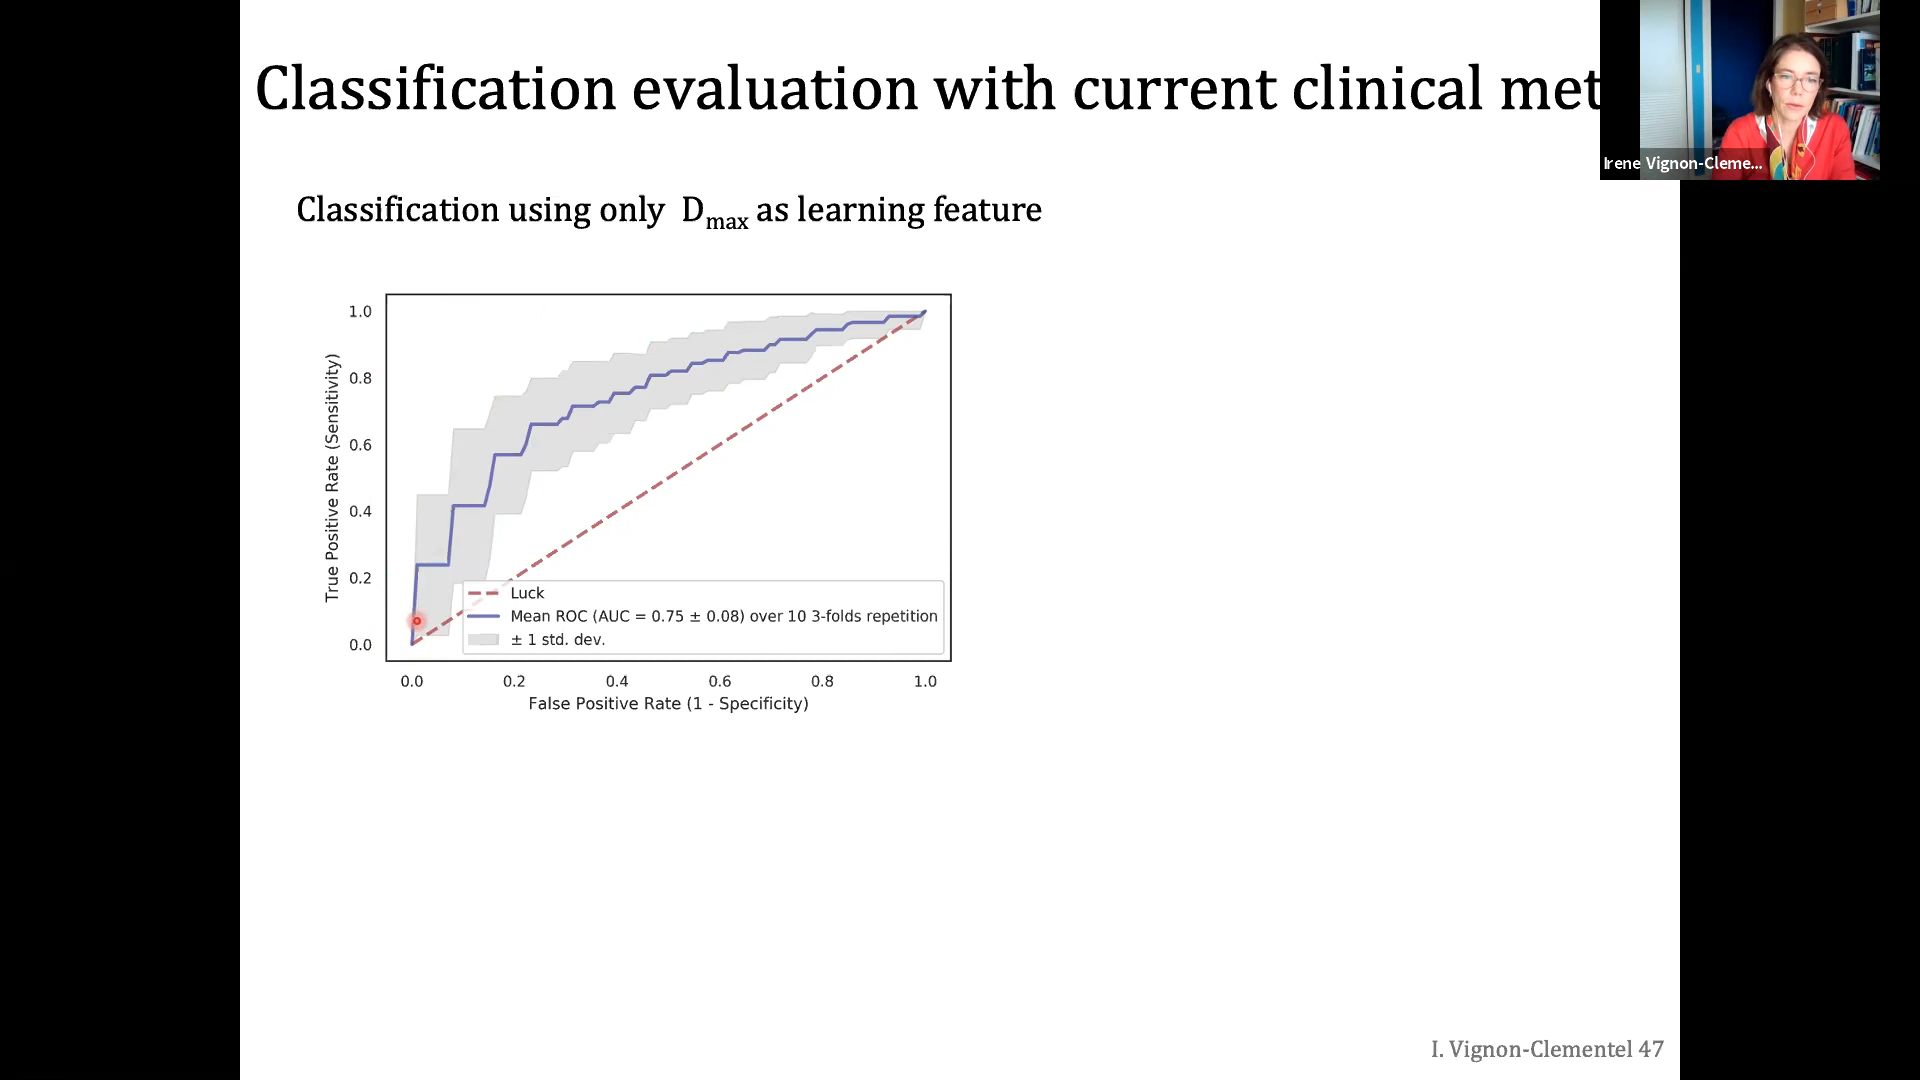 Classification evaluation with current clinical met
Irene Vignon-Cleme...
Classification using only Dmax as learning feature
1.0
0.8
0.6
0.4
0.2
0.0
True Positive Rate (Sensitivity)
Luck
Mean ROC (AUC = 0.75 ± 0.08) over 10 3-folds repetition
± 1 std. dev.
0.0 0.2 0.4 0.6 0.8 1.0
False Positive Rate (1 - Specificity)
I. Vignon-Clementel 47